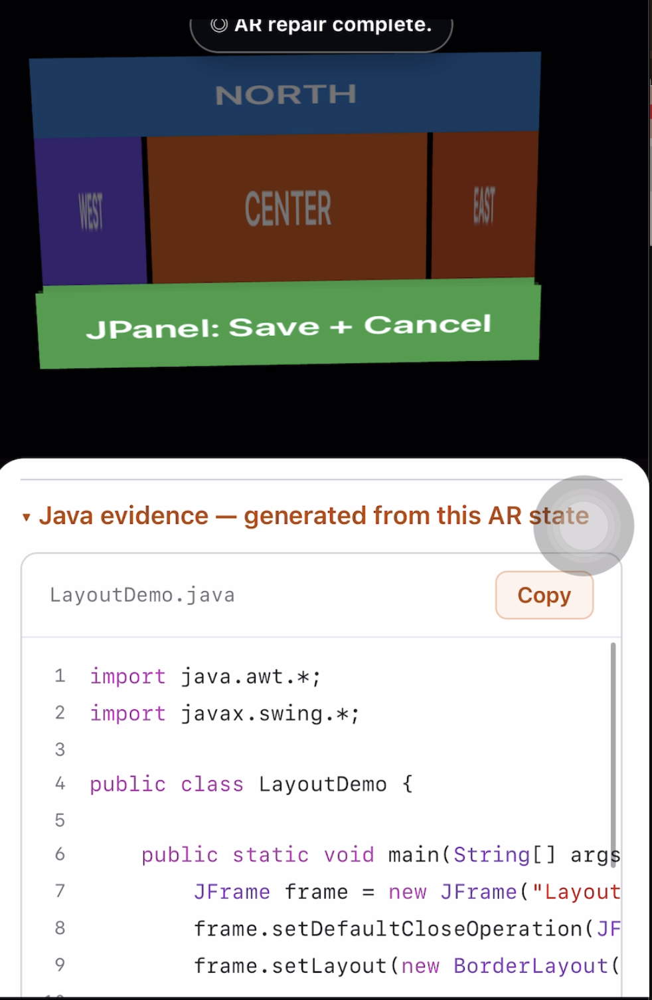 AR repair complete.
NORTH
WEST
CENTER
EAST
JPanel: Save + Cancel
▾ Java evidence — generated from this AR state
LayoutDemo.java
Copy
1 import java.awt.*;
2 import javax.swing.*;
3
4 public class LayoutDemo {
5
6 public static void main(String[] args
7 JFrame frame = new JFrame("Layout
8 frame.setDefaultCloseOperation(JF
9 frame.setLayout(new BorderLayout(